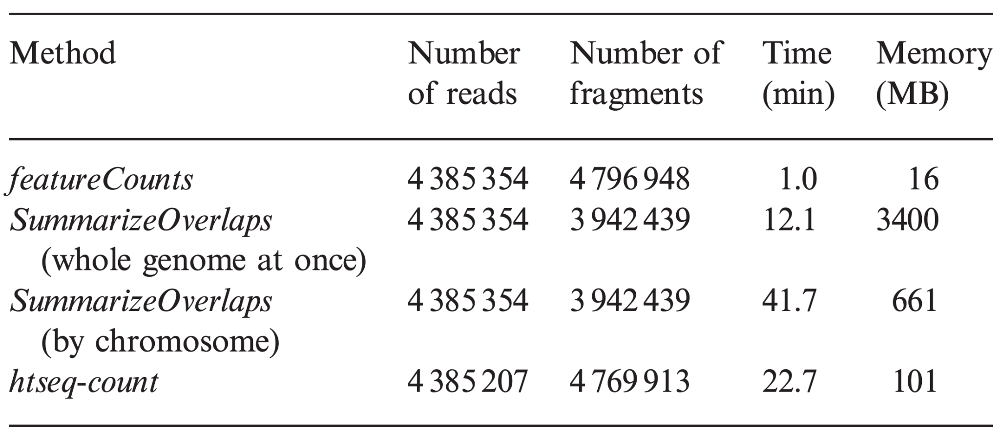 Method Number Number of Time Memory
of reads fragments (min) (MB)
featureCounts 4 385 354 4 796 948 1.0 16
SummarizeOverlaps 4 385 354 3 942 439 12.1 3400
(whole genome at once)
SummarizeOverlaps 4 385 354 3 942 439 41.7 661
(by chromosome)
htseq-count 4 385 207 4 769 913 22.7 101